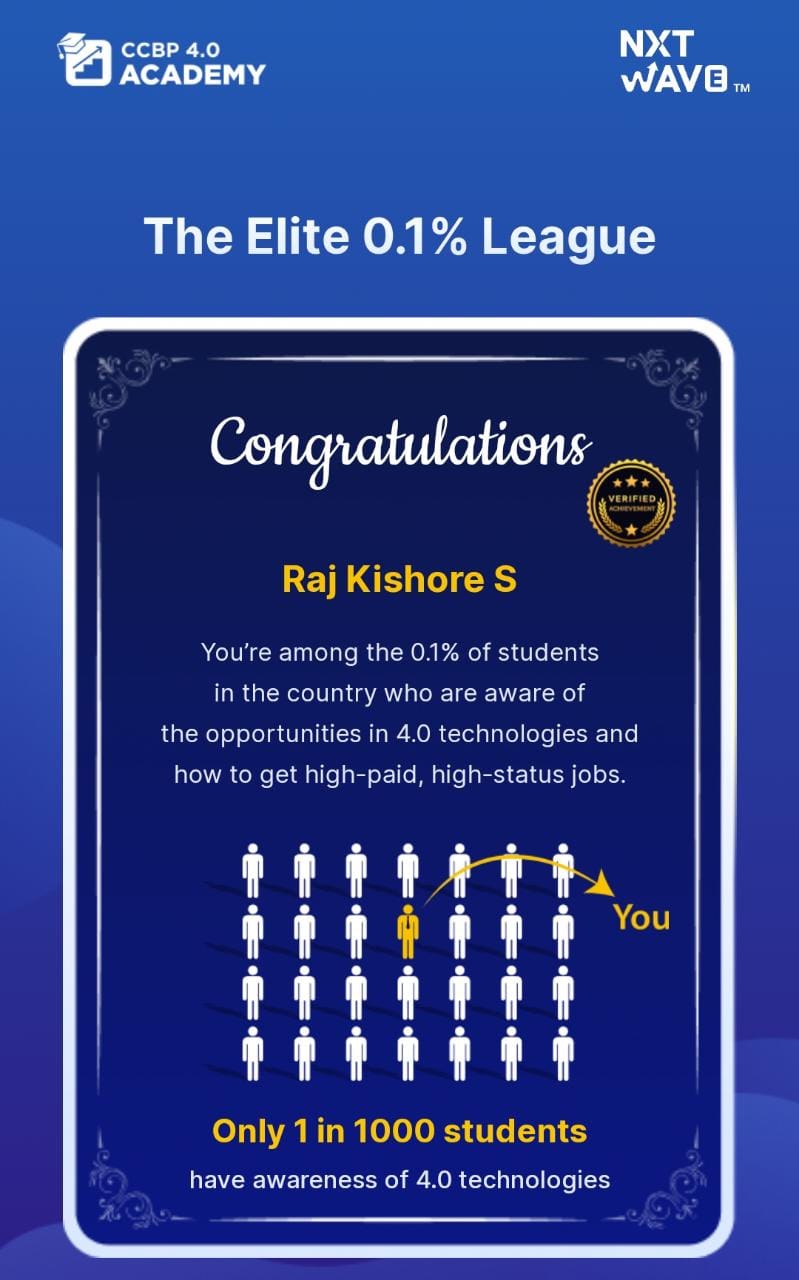 CCBP 4.0
ACADEMY
NXT
WAVE TM
The Elite 0.1% League
Congratulations
VERIFIED
ACHIEVEMENT
Raj Kishore S
You’re among the 0.1% of students
in the country who are aware of
the opportunities in 4.0 technologies and
how to get high-paid, high-status jobs.
You
Only 1 in 1000 students
have awareness of 4.0 technologies